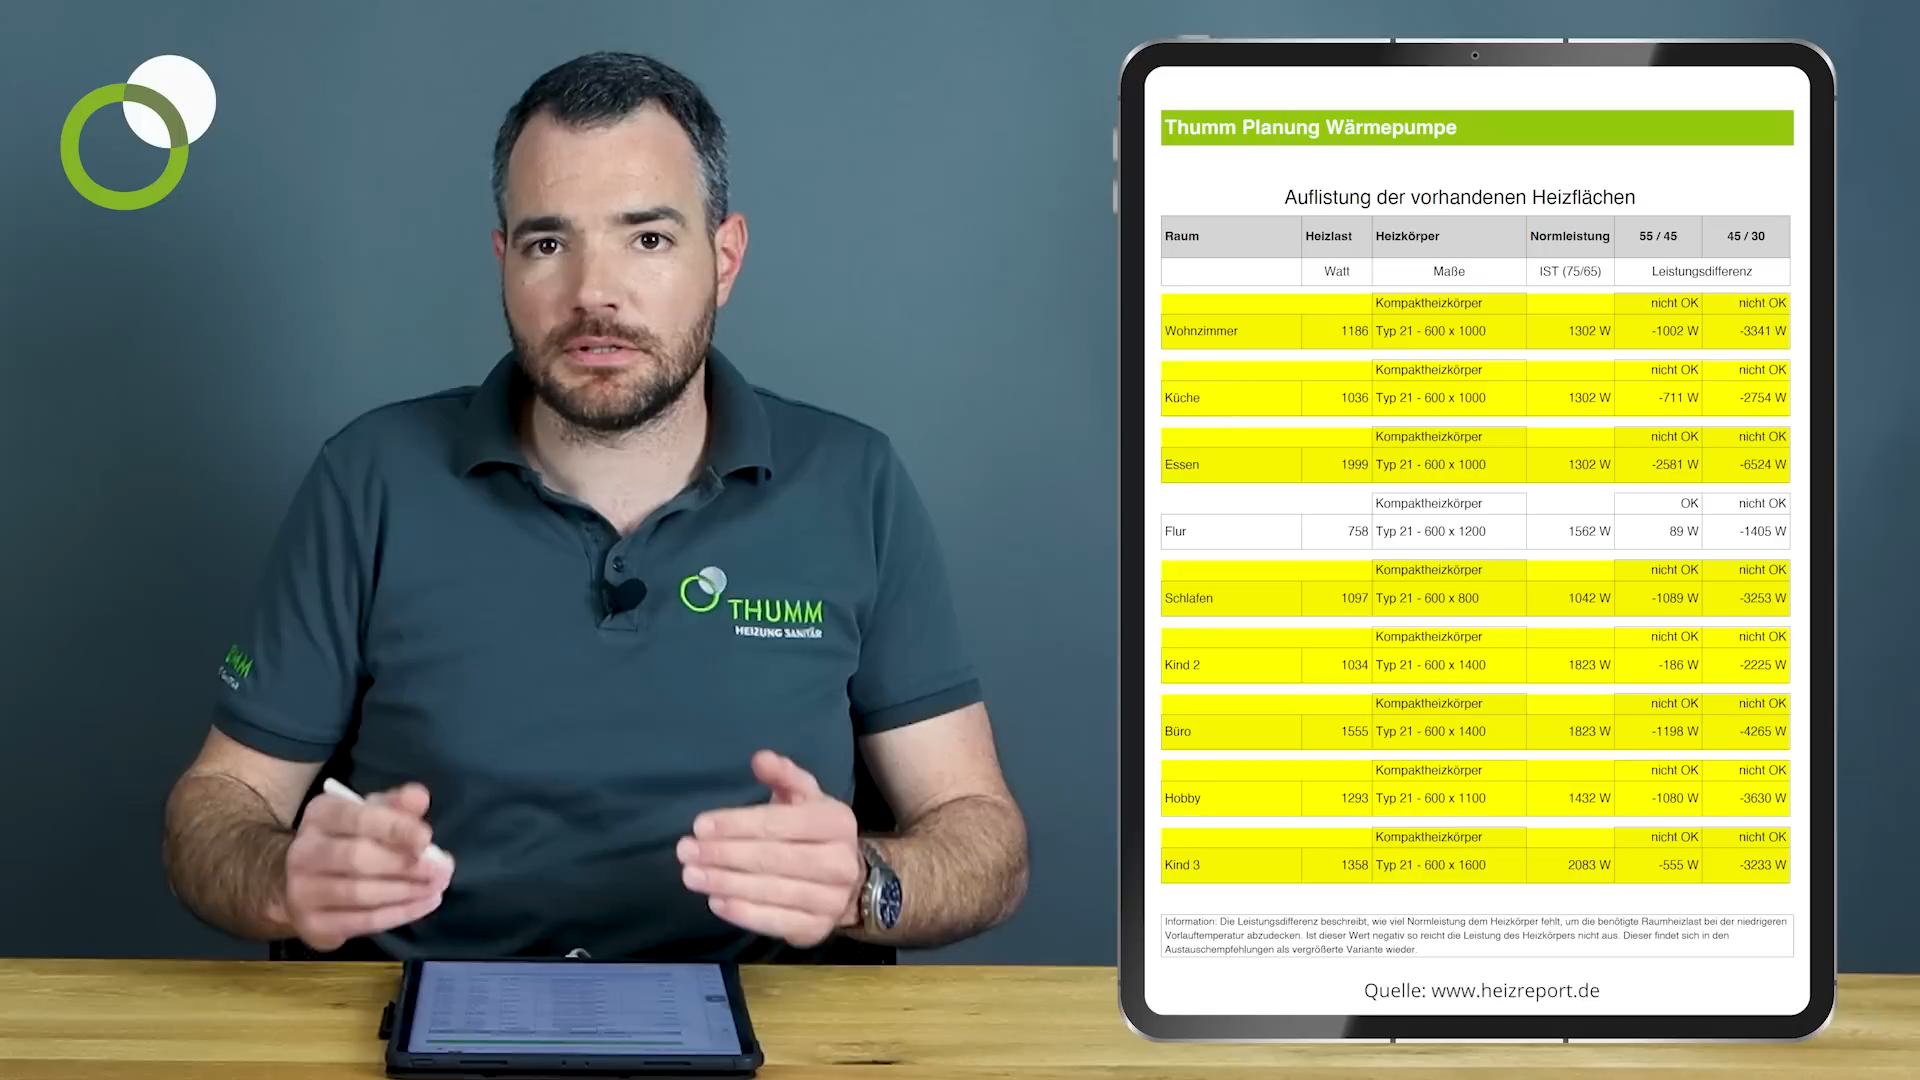 Thumm Planung Wärmepumpe
Auflistung der vorhandenen Heizflächen
Raum Heizlast Heizkörper Normleistung 55 / 45 45 / 30
Watt Maße IST (75/65) Leistungsdifferenz
Kompaktheizkörper nicht OK nicht OK
Wohnzimmer 1186 Typ 21 - 600 x 1000 1302 W -1002 W -3341 W
Kompaktheizkörper nicht OK nicht OK
Küche 1036 Typ 21 - 600 x 1000 1302 W -711 W -2754 W
Kompaktheizkörper nicht OK nicht OK
Essen 1999 Typ 21 - 600 x 1000 1302 W -2581 W -6524 W
Kompaktheizkörper OK nicht OK
Flur 758 Typ 21 - 600 x 1200 1562 W 89 W -1405 W
Kompaktheizkörper nicht OK nicht OK
Schlafen 1097 Typ 21 - 600 x 800 1042 W -1089 W -3253 W
Kompaktheizkörper nicht OK nicht OK
Kind 2 1034 Typ 21 - 600 x 1400 1823 W -186 W -2225 W
Kompaktheizkörper nicht OK nicht OK
Büro 1555 Typ 21 - 600 x 1400 1823 W -1198 W -4265 W
Kompaktheizkörper nicht OK nicht OK
Hobby 1293 Typ 21 - 600 x 1100 1432 W -1080 W -3630 W
Kompaktheizkörper nicht OK nicht OK
Kind 3 1358 Typ 21 - 600 x 1600 2083 W -555 W -3233 W
Information: Die Leistungsdifferenz beschreibt, wie viel Normleistung dem Heizkörper fehlt, um die benötigte Raumheizlast bei der niedrigeren
Vorlauftemperatur abzudecken. Ist dieser Wert negativ so reicht die Leistung des Heizkörpers nicht aus. Dieser findet sich in den
Austauschempfehlungen als vergrößerte Variante wieder.
Quelle: www.heizreport.de
THUMM
HEIZUNG SANITÄR